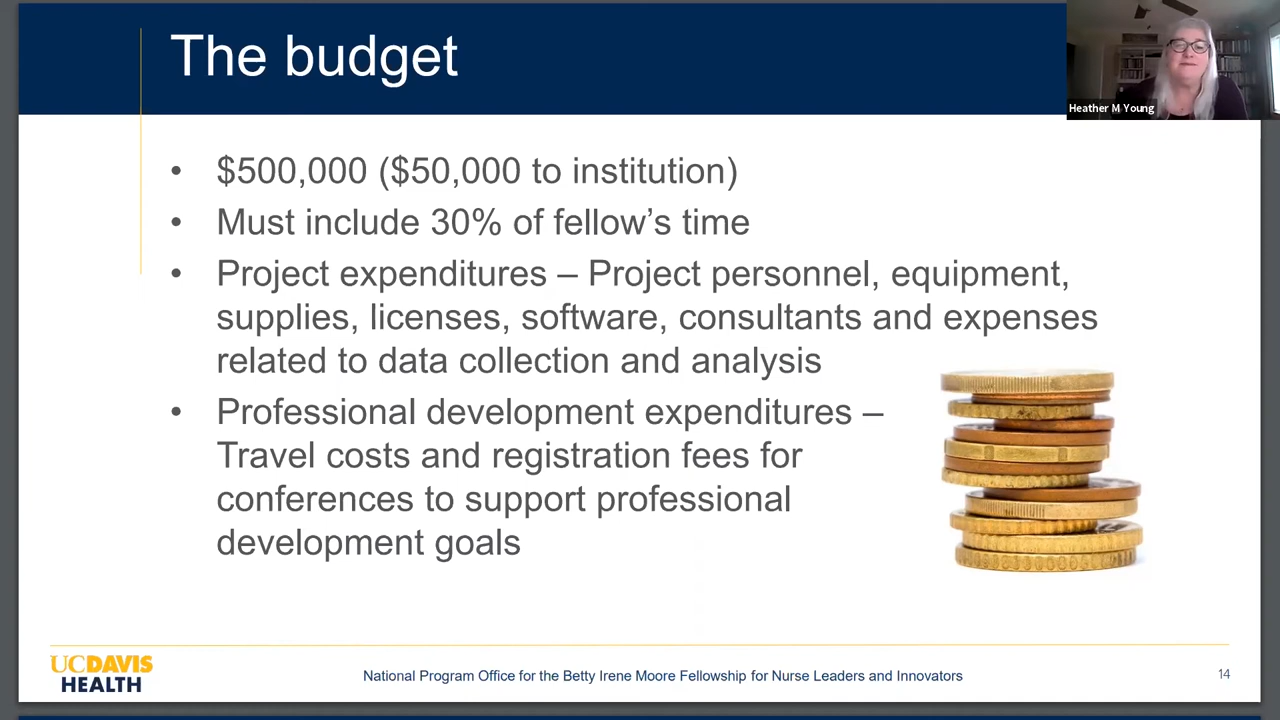 The budget
Heather M Young
• $500,000 ($50,000 to institution)
• Must include 30% of fellow’s time
• Project expenditures – Project personnel, equipment,
supplies, licenses, software, consultants and expenses
related to data collection and analysis
• Professional development expenditures –
Travel costs and registration fees for
conferences to support professional
development goals
UCDAVIS
HEALTH
National Program Office for the Betty Irene Moore Fellowship for Nurse Leaders and Innovators
14